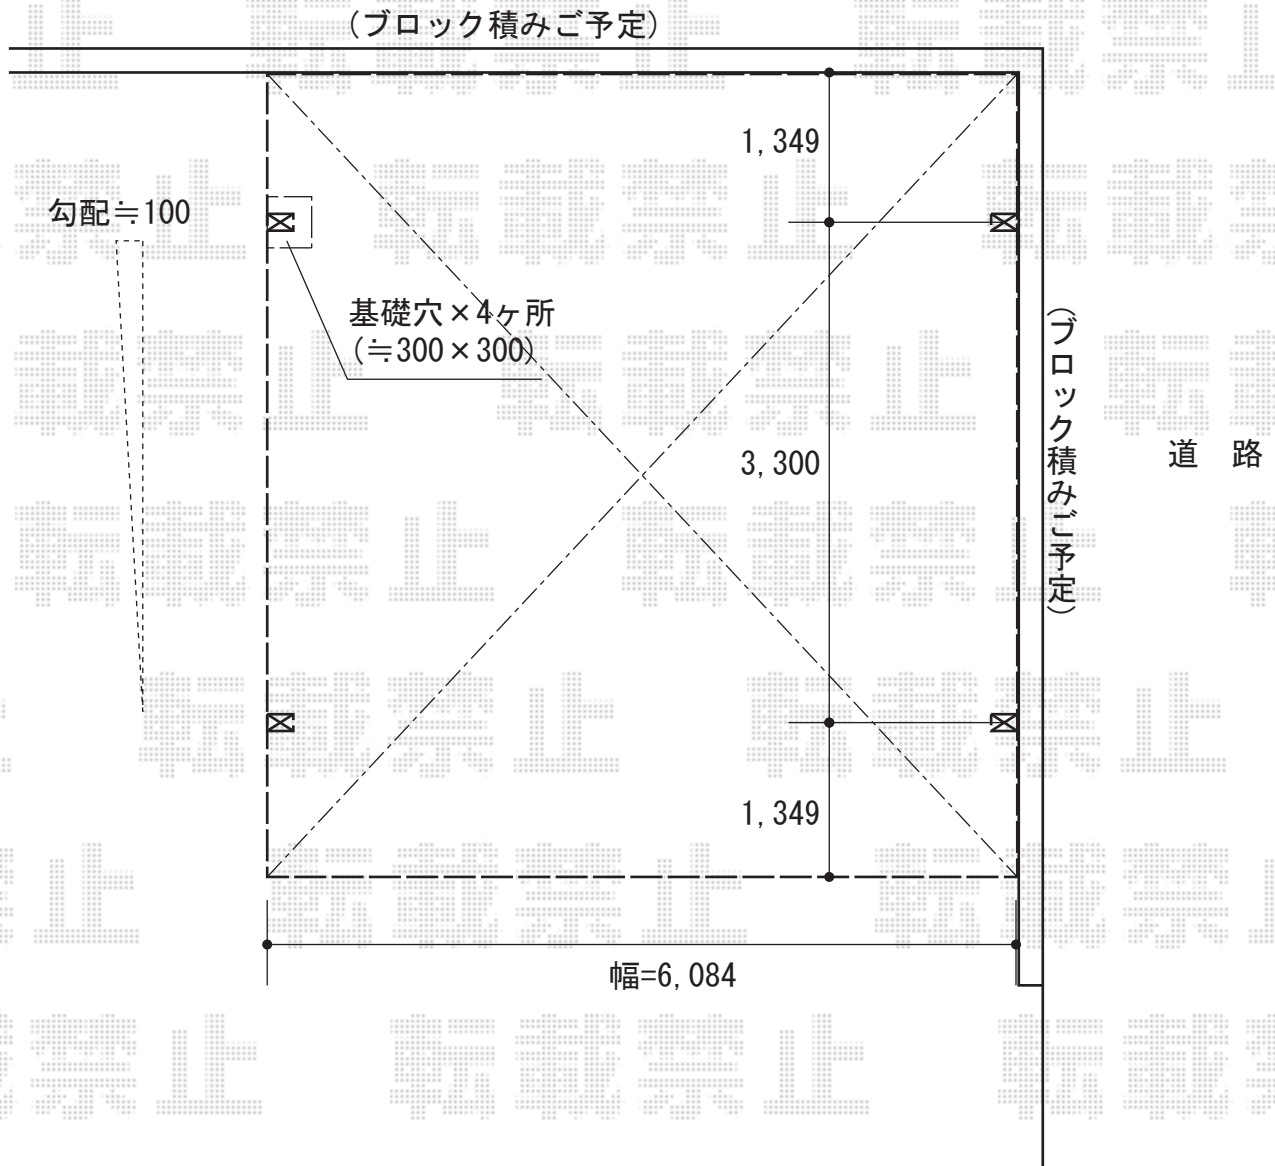 (ブロック積みご予定)
1,349
勾配≒100
基礎穴×4ヶ所
(≒300×300)
(ブロック積みご予定)
3,300
道 路
1,349
幅=6,084
転載禁止